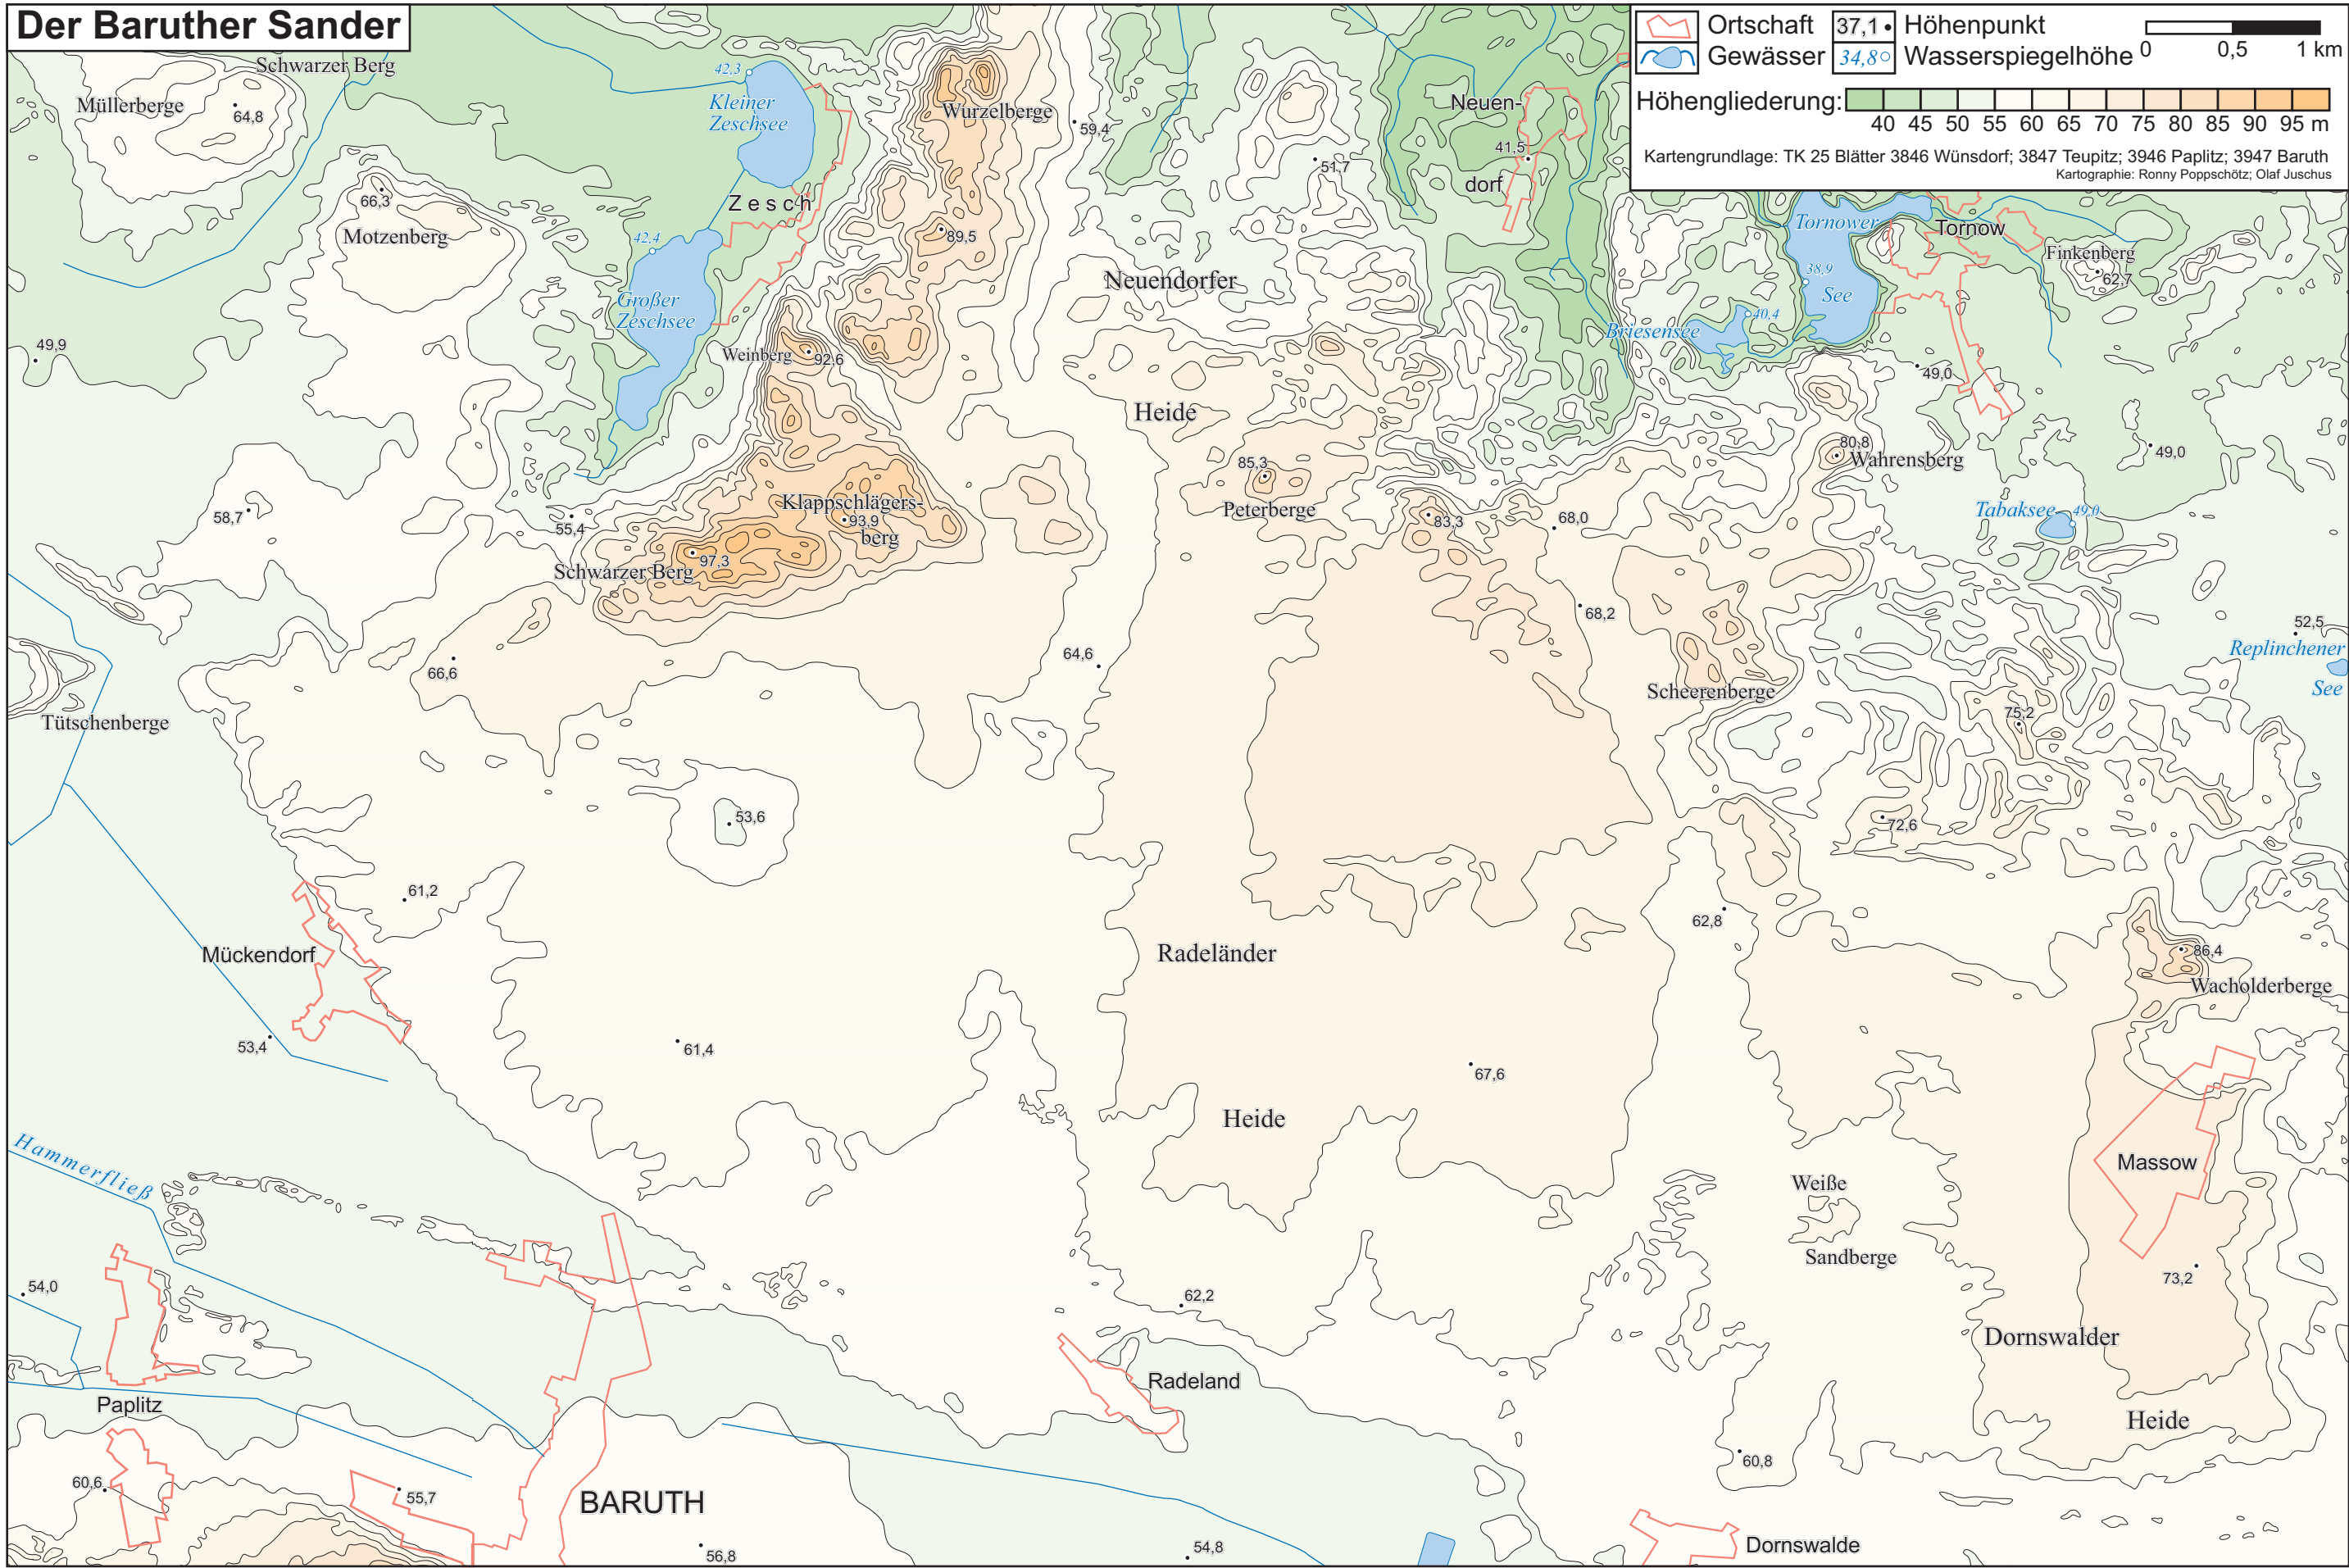 Der Baruther Sander
Ortschaft
37,1
Höhenpunkt
Gewässer
34,8
Wasserspiegelhöhe
0 0,5 1 km
Höhengliederung:
40 45 50 55 60 65 70 75 80 85 90 95 m
Kartengrundlage: TK 25 Blätter 3846 Wünsdorf; 3847 Teupitz; 3946 Paplitz; 3947 Baruth
Kartographie: Ronny Poppschötz; Olaf Juschus
Schwarzer Berg
Müllerberge
64,8
42,3
Kleiner
Zeschsee
Wurzelberge
59,4
Neuen-
dorf
41,5
51,7
66,3
Motzenberg
Zesch
42,4
89,5
Großer
Zeschsee
Neuendorfer
Heide
Tornower
See
38,9
Tornow
Finkenberg
62,7
Briesensee
40,4
49,9
Weinberg
92,6
49,0
80,8
Wahrensberg
49,0
85,3
Peterberge
58,7
55,4
Klappschlägers-
berg
93,9
83,3
68,0
Tabaksee
49,0
Schwarzer Berg
97,3
68,2
52,5
Replinchener
See
66,6
64,6
Scheerenberge
75,2
Tütschenberge
53,6
72,6
61,2
62,8
Mückendorf
Radeländer
Heide
86,4
Wacholderberge
53,4
61,4
67,6
Hammerfließ
Massow
Weiße
Sandberge
73,2
54,0
62,2
Dornswalder
Heide
Radeland
Paplitz
60,6
55,7
BARUTH
60,8
56,8
54,8
Dornswalde